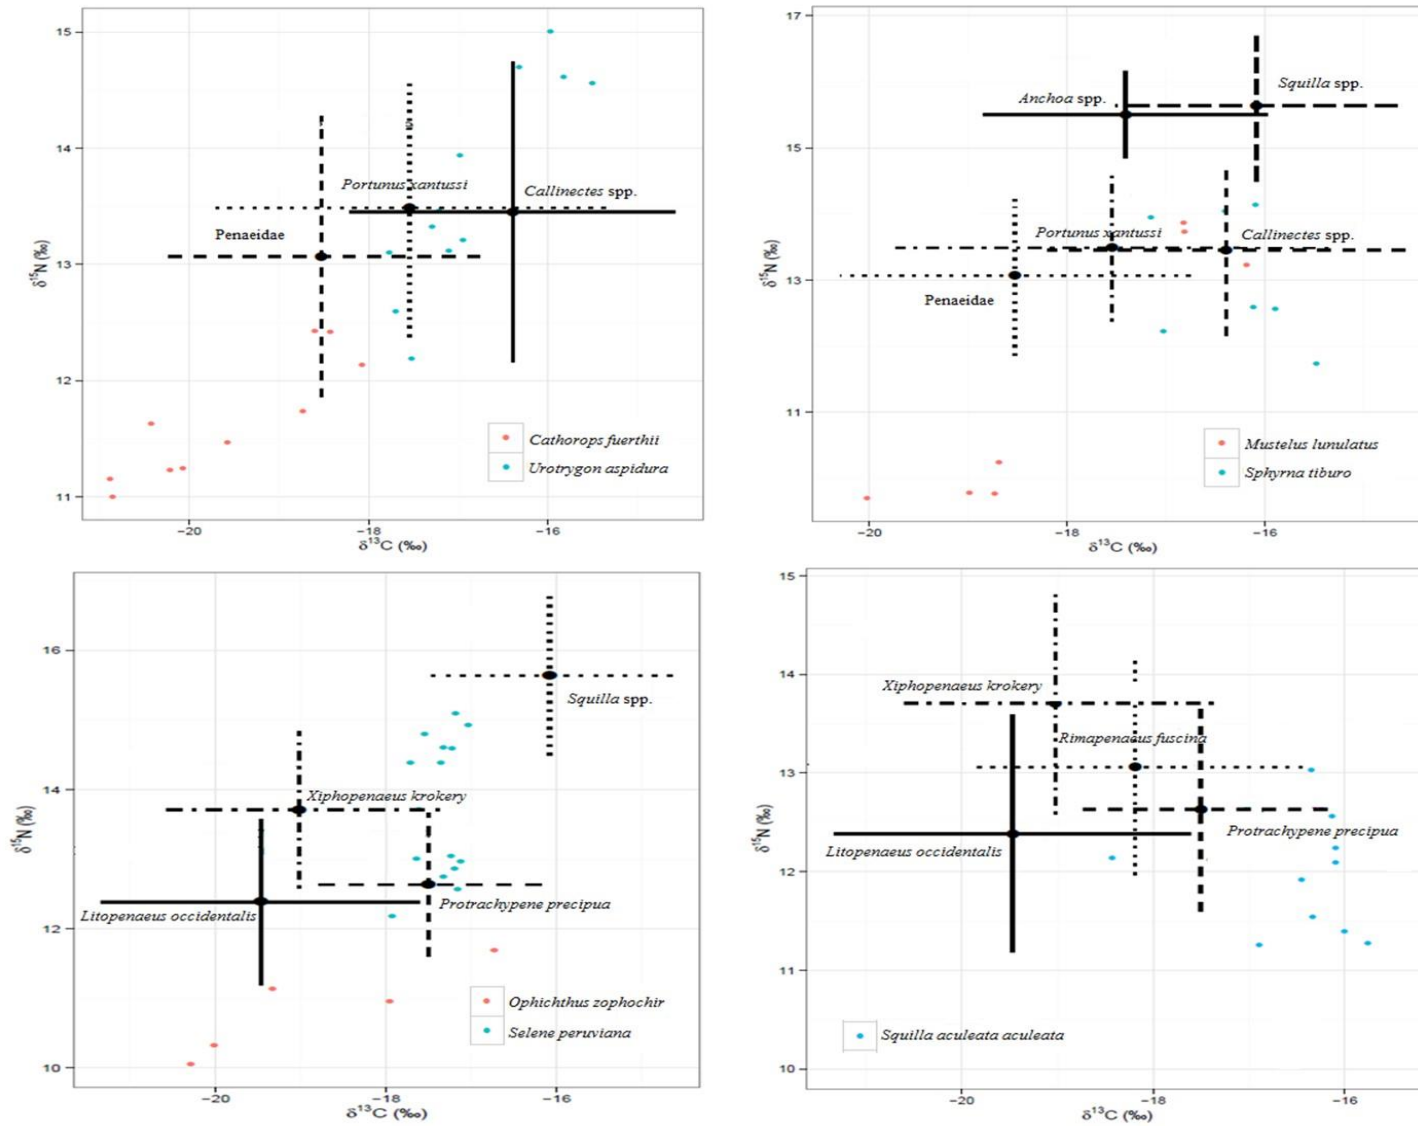 15
14
13
12
11
δ15N (‰)
Portunus xantussi
Callinectes spp.
Penaeidae
Cathorops fuerthii
Urotrygon aspidura
−20
−18
−16
δ13C (‰)
17
15
13
11
δ15N (‰)
Squilla spp.
Anchoa spp.
Portunus xantussi
Callinectes spp.
Penaeidae
Mustelus lunulatus
Sphyrna tiburo
−20
−18
−16
δ13C (‰)
16
14
12
10
δ15N (‰)
Squilla spp.
Xiphopenaeus krokery
Protrachypene precipua
Litopenaeus occidentalis
Ophichthus zophochir
Selene peruviana
−20
−18
−16
δ13C (‰)
15
14
13
12
11
10
δ15N (‰)
Xiphopenaeus krokery
Rimapenaeus fuscina
Protrachypene precipua
Litopenaeus occidentalis
Squilla aculeata aculeata
−20
−18
−16
δ13C (‰)